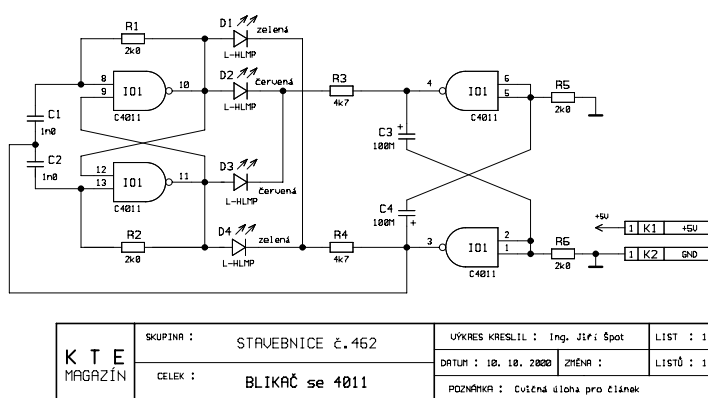 R1
2k0
D1
zelená
L-HLMP
8
9
IO1
10
C4011
D2
červená
L-HLMP
R3
4k7
4
IO1
6
5
C4011
R5
2k0
C1
1n0
C2
1n0
C3
+
100M
12
13
IO1
11
C4011
D3
červená
L-HLMP
C4
100M
+
R2
2k0
D4
zelená
L-HLMP
R4
4k7
3
IO1
2
1
C4011
R6
2k0
+5V
1 K1 +5V
1 K2 GND
KTE
MAGAZÍN
SKUPINA :
STAVEBNICE č.462
CELEK :
BLIKAČ se 4011
VÝKRES KRESLIL : Ing. Jiří Špot
LIST : 1
DATUM : 10. 10. 2000
ZMĚNA :
LISTŮ : 1
POZNÁMKA : Cvičná úloha pro článek